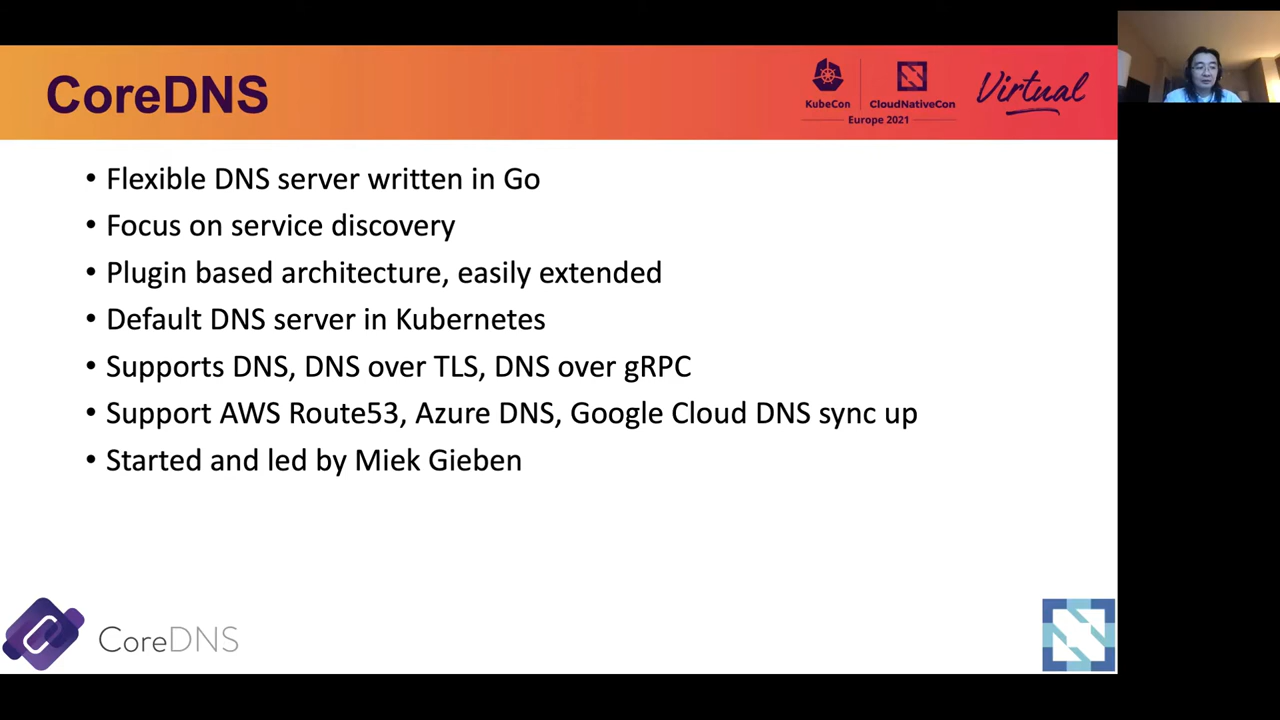 CoreDNS
KubeCon
CloudNativeCon
Europe 2021
Virtual
• Flexible DNS server written in Go
• Focus on service discovery
• Plugin based architecture, easily extended
• Default DNS server in Kubernetes
• Supports DNS, DNS over TLS, DNS over gRPC
• Support AWS Route53, Azure DNS, Google Cloud DNS sync up
• Started and led by Miek Gieben
CoreDNS